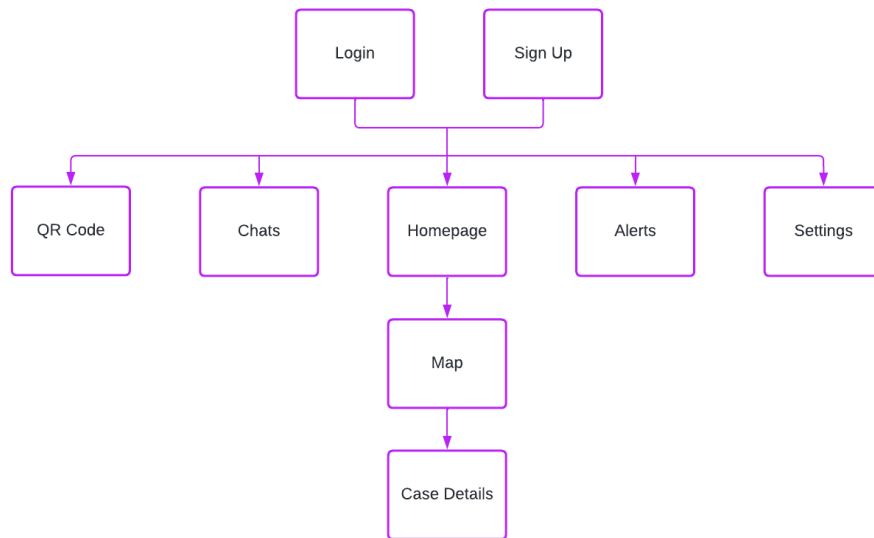 Login
Sign Up
QR Code
Chats
Homepage
Alerts
Settings
Map
Case Details